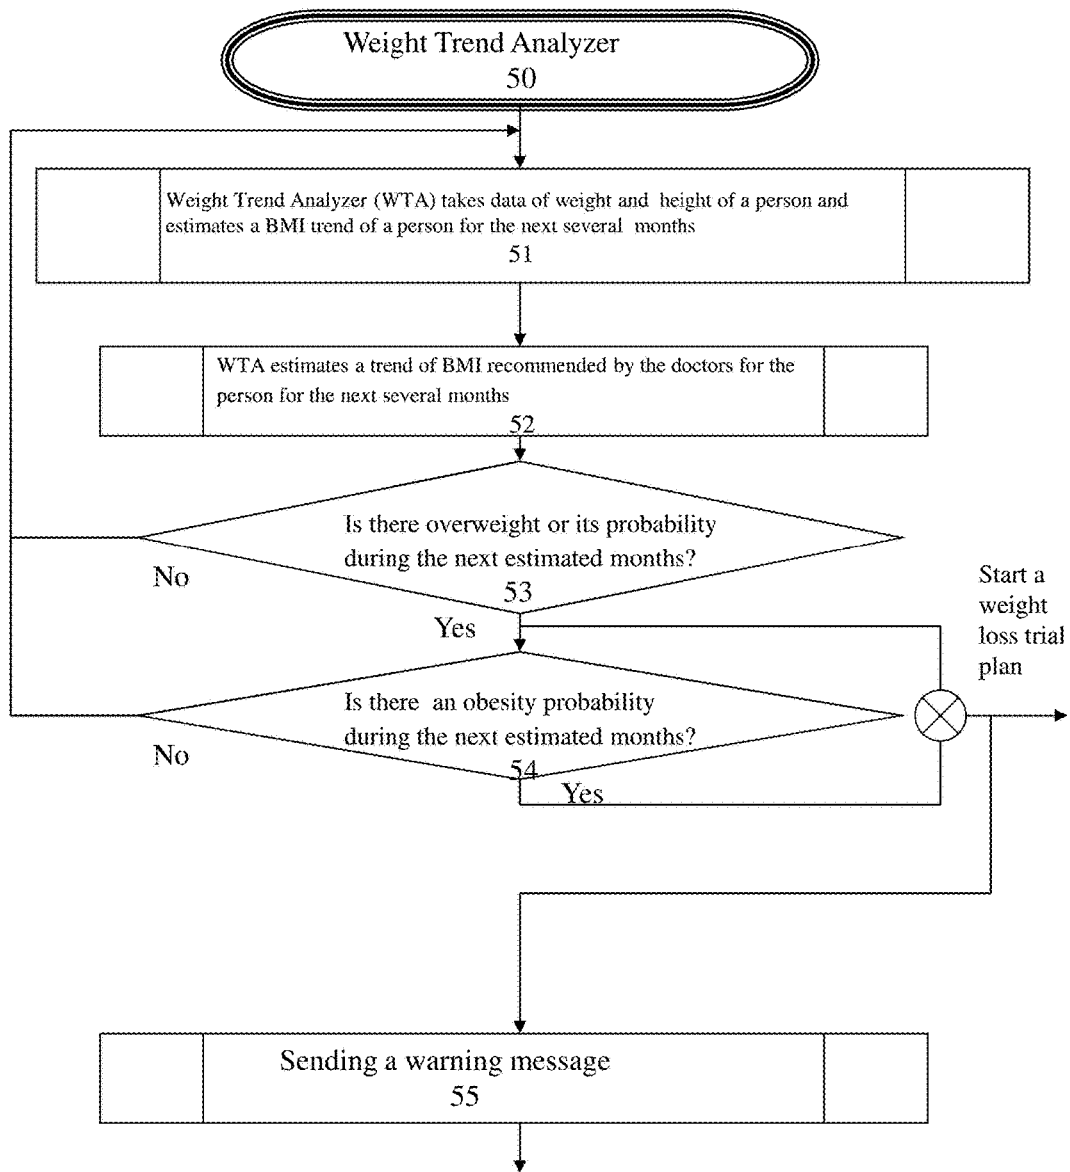 Weight Trend Analyzer
50
Weight Trend Analyzer (WTA) takes data of weight and height of a person and
estimates a BMI trend of a person for the next several months
51
WTA estimates a trend of BMI recommended by the doctors for the
person for the next several months
52
Is there overweight or its probability
during the next estimated months?
53
No
Yes
Start a
weight
loss trial
plan
Is there an obesity probability
during the next estimated months?
54
No
Yes
Sending a warning message
55